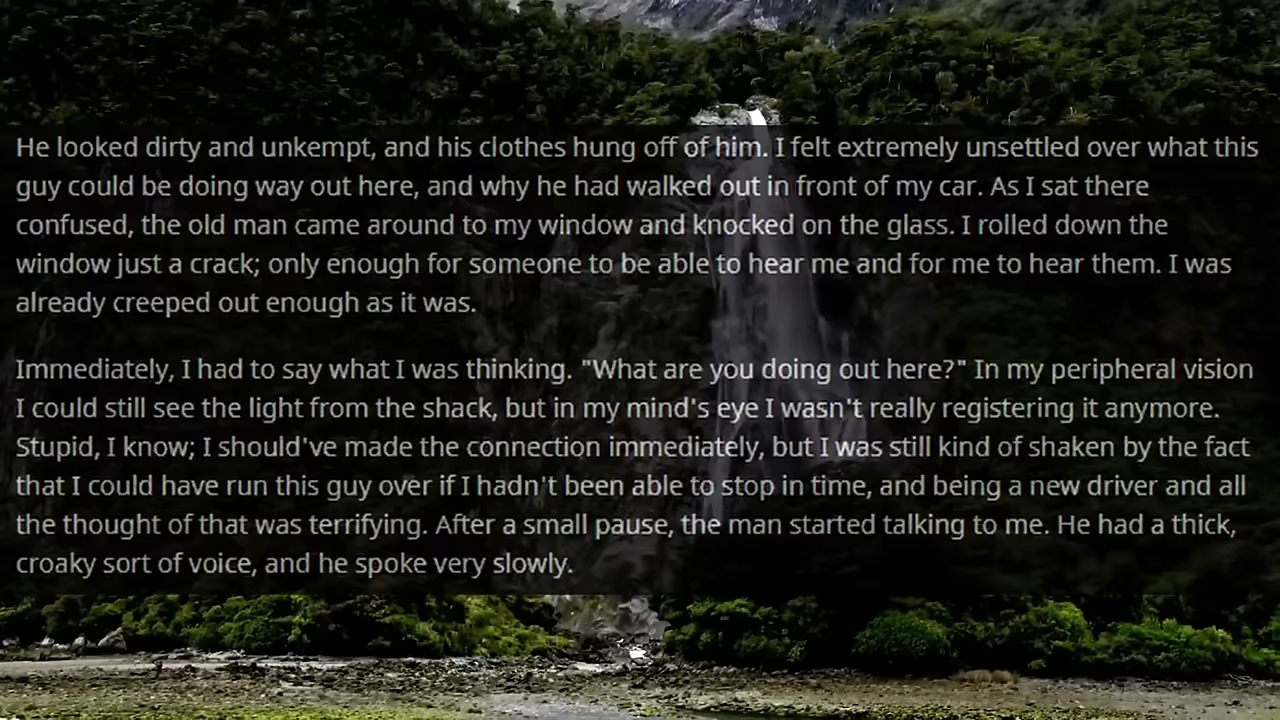 He looked dirty and unkempt, and his clothes hung off of him. I felt extremely unsettled over what this
guy could be doing way out here, and why he had walked out in front of my car. As I sat there
confused, the old man came around to my window and knocked on the glass. I rolled down the
window just a crack; only enough for someone to be able to hear me and for me to hear them. I was
already creeped out enough as it was.
Immediately, I had to say what I was thinking. "What are you doing out here?" In my peripheral vision
I could still see the light from the shack, but in my mind's eye I wasn't really registering it anymore.
Stupid, I know; I should've made the connection immediately, but I was still kind of shaken by the fact
that I could have run this guy over if I hadn't been able to stop in time, and being a new driver and all
the thought of that was terrifying. After a small pause, the man started talking to me. He had a thick,
croaky sort of voice, and he spoke very slowly.